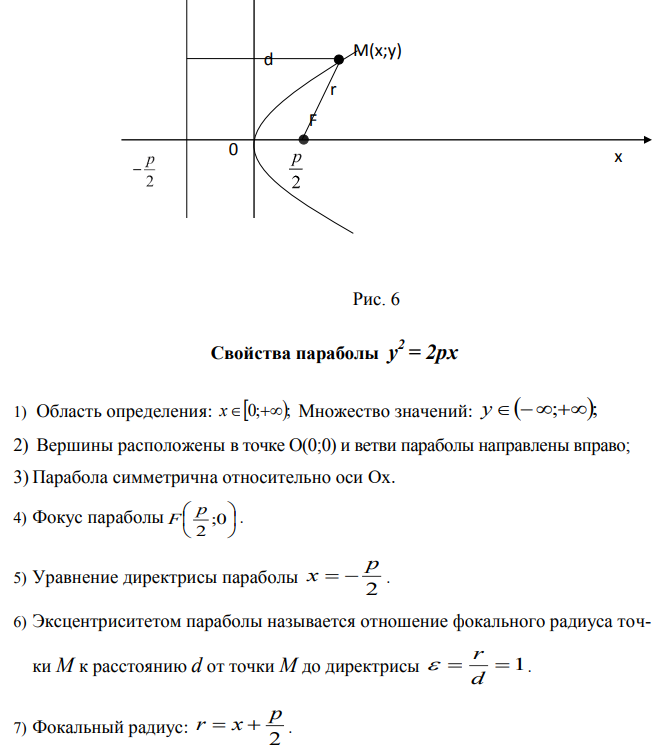 d M(x;y)
r
F
0 x
−p/2 p/2
Рис. 6
Свойства параболы y² = 2px
1) Область определения: x∈[0;+∞); Множество значений: y∈(−∞;+∞);
2) Вершины расположены в точке О(0;0) и ветви параболы направлены вправо;
3) Парабола симметрична относительно оси Ох.
4) Фокус параболы F(p/2;0).
5) Уравнение директрисы параболы x = −p/2.
6) Эксцентриситетом параболы называется отношение фокального радиуса точ-
ки M к расстоянию d от точки M до директрисы ε = r/d = 1.
7) Фокальный радиус: r = x + p/2.